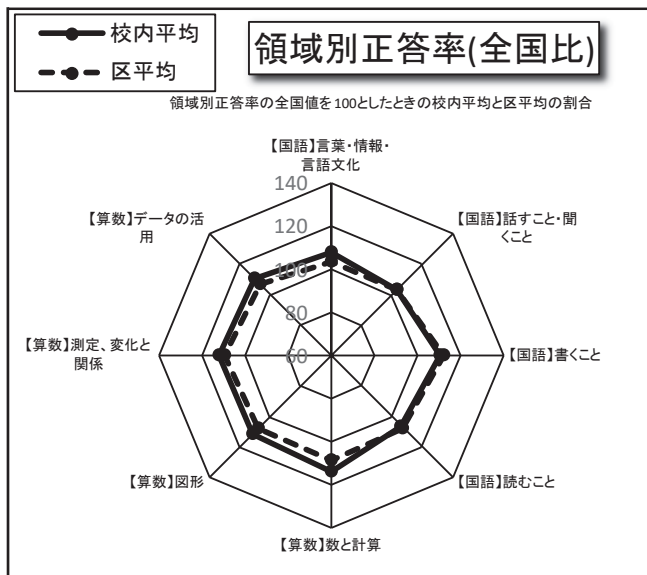 校内平均
区平均
領域別正答率(全国比)
領域別正答率の全国値を100としたときの校内平均と区平均の割合
【国語】言葉・情報・
言語文化
140
120
100
80
60
【国語】話すこと・聞
くこと
【国語】書くこと
【国語】読むこと
【算数】数と計算
【算数】図形
【算数】測定、変化と
関係
【算数】データの活
用